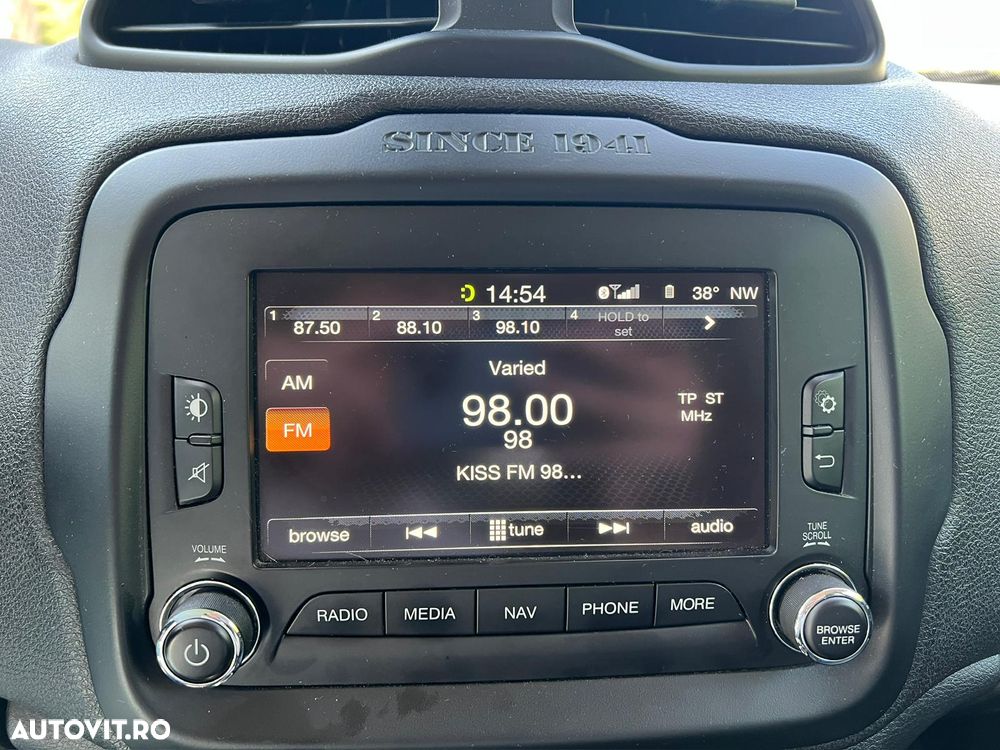 SINCE 1941
14:54 38° NW
1 87.50 2 88.10 3 98.10 4 HOLD to set
Varied
AM
98.00
TP ST
MHz
FM
98
KISS FM 98...
browse tune audio
VOLUME
TUNE
SCROLL
RADIO MEDIA NAV PHONE MORE
BROWSE
ENTER
AUTOVIT.RO